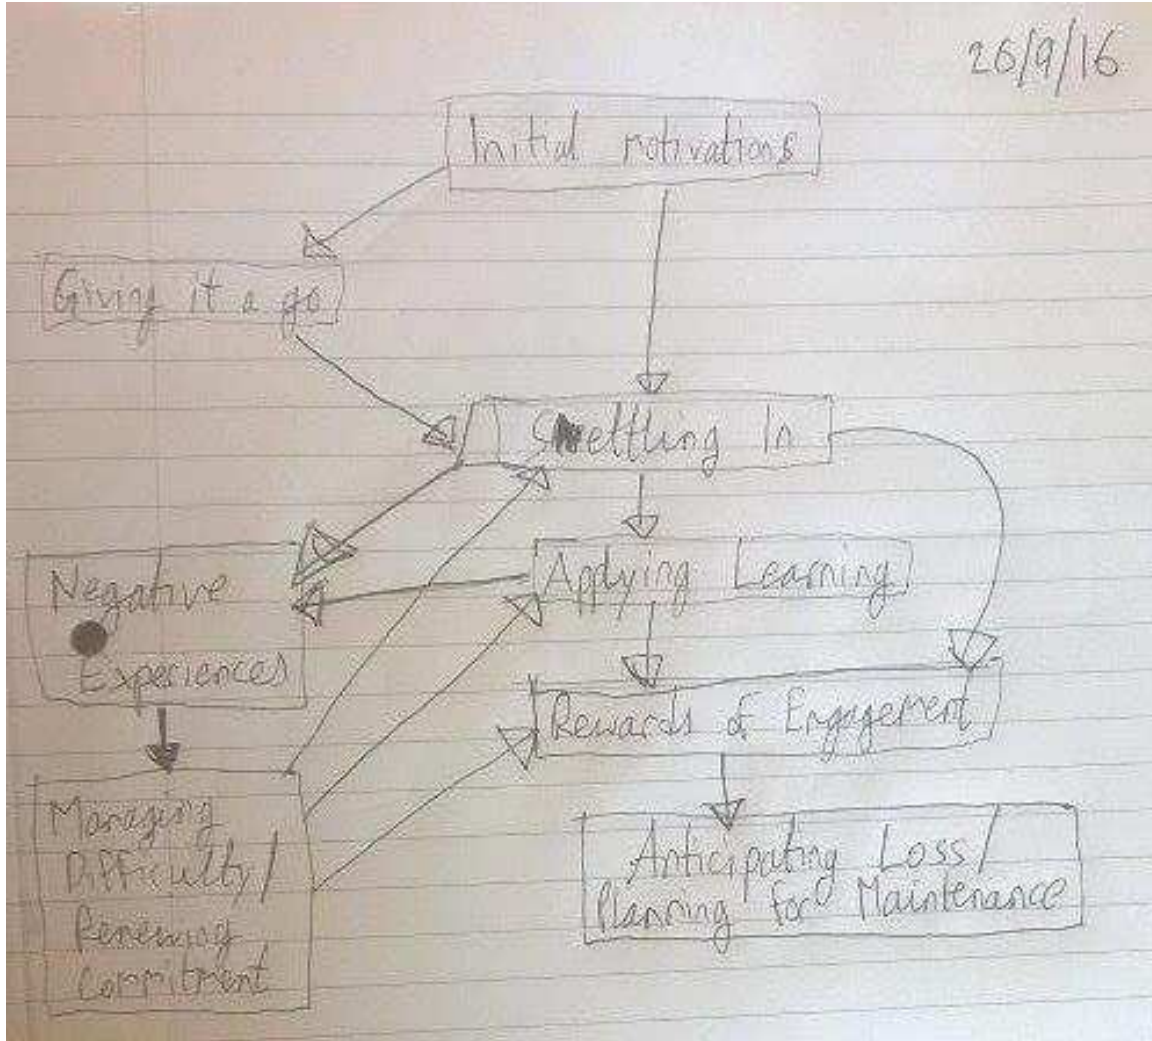 26/9/16
Initial motivations
Giving it a go
Settling In
Negative
Experiences
Applying Learning
Rewards of Engagement
Managing
Difficulty/
Renewing
Commitment
Anticipating Loss/
Planning for Maintenance